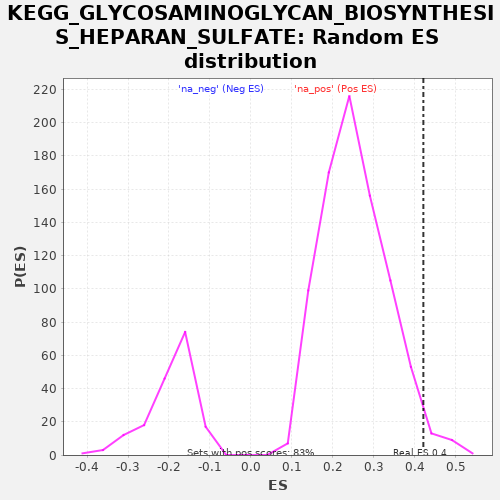 KEGG_GLYCOSAMINOGLYCAN_BIOSYNTHESI
S_HEPARAN_SULFATE: Random ES
distribution
'na_neg' (Neg ES) 'na_pos' (Pos ES)
220
200
180
160
140
120
100
80
60
40
20
0
P(ES)
Sets with pos scores: 83% Real ES 0.4
-0.4 -0.3 -0.2 -0.1 0.0 0.1 0.2 0.3 0.4 0.5
ES